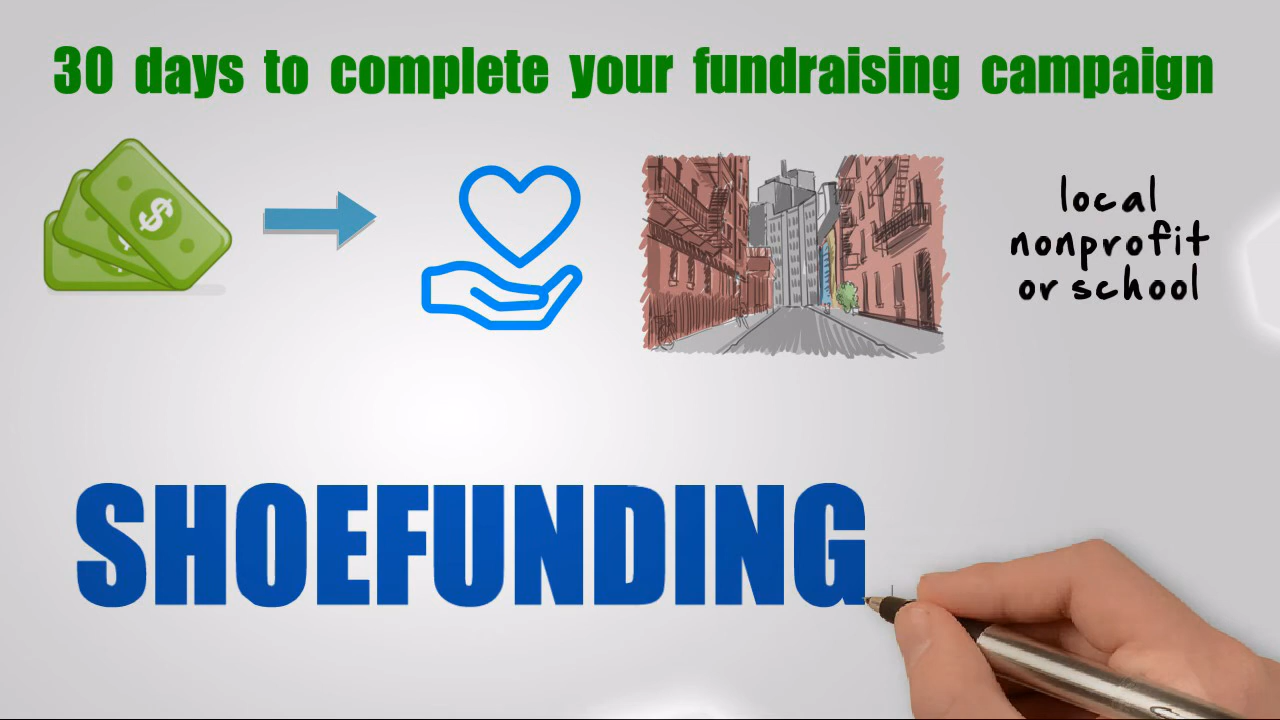 30 days to complete your fundraising campaign
$
local
nonprofit
or school
SHOEFUNDING